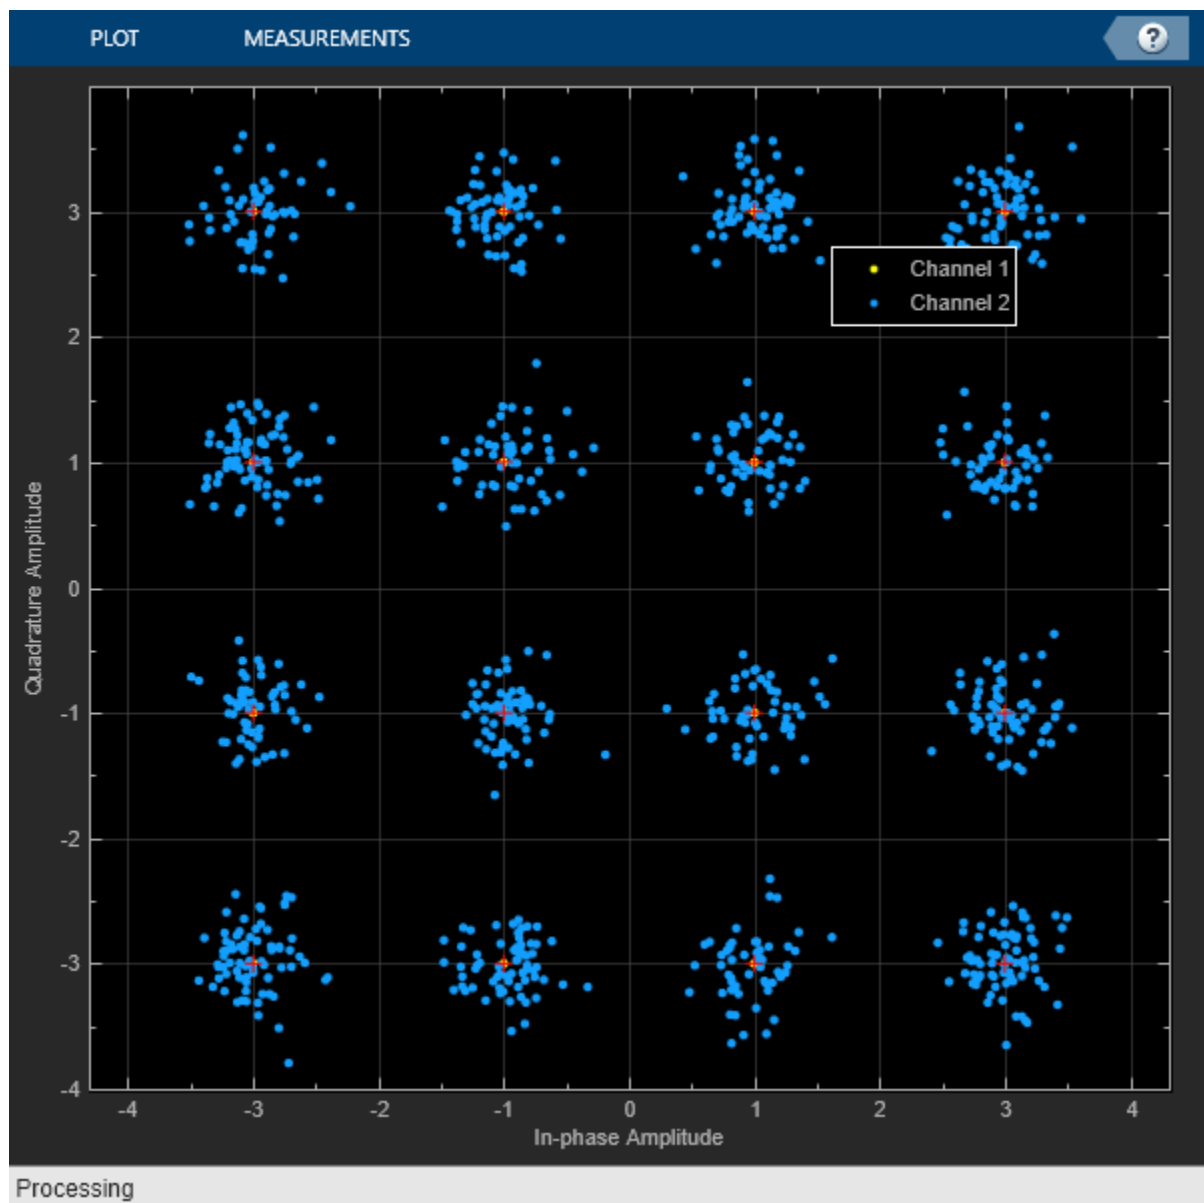 PLOT MEASUREMENTS ?
3
Channel 1
Channel 2
2
1
0
-1
-2
-3
-4
Quadrature Amplitude
-4 -3 -2 -1 0 1 2 3 4
In-phase Amplitude
Processing